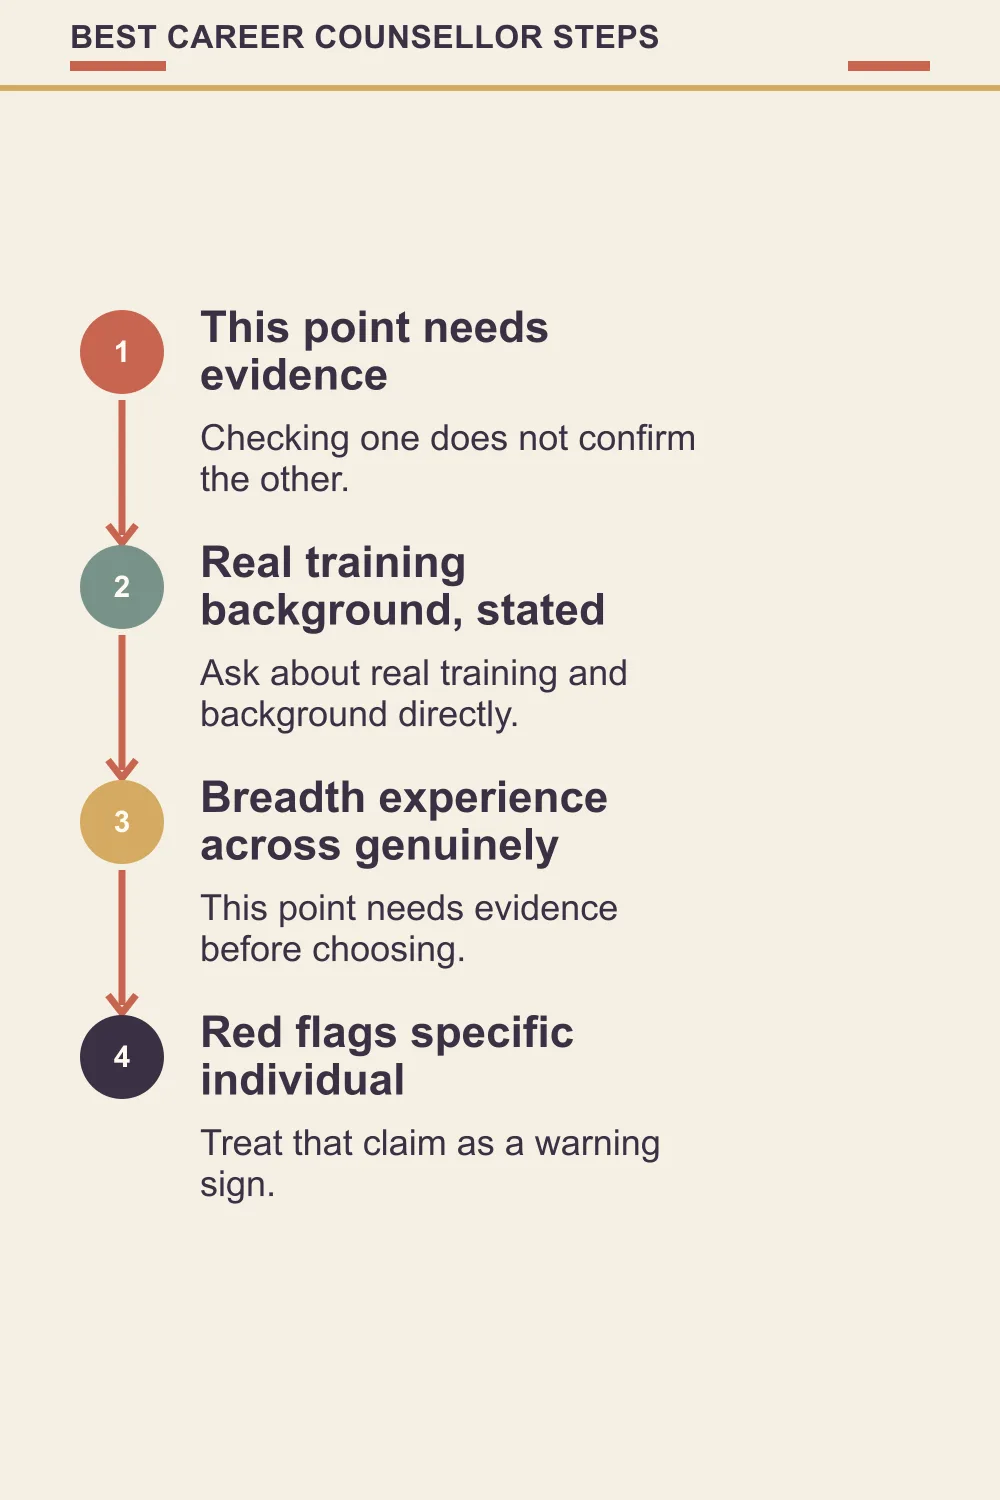 BEST CAREER COUNSELLOR STEPS
1
This point needs
evidence
Checking one does not confirm
the other.
2
Real training
background, stated
Ask about real training and
background directly.
3
Breadth experience
across genuinely
This point needs evidence
before choosing.
4
Red flags specific
individual
Treat that claim as a warning
sign.